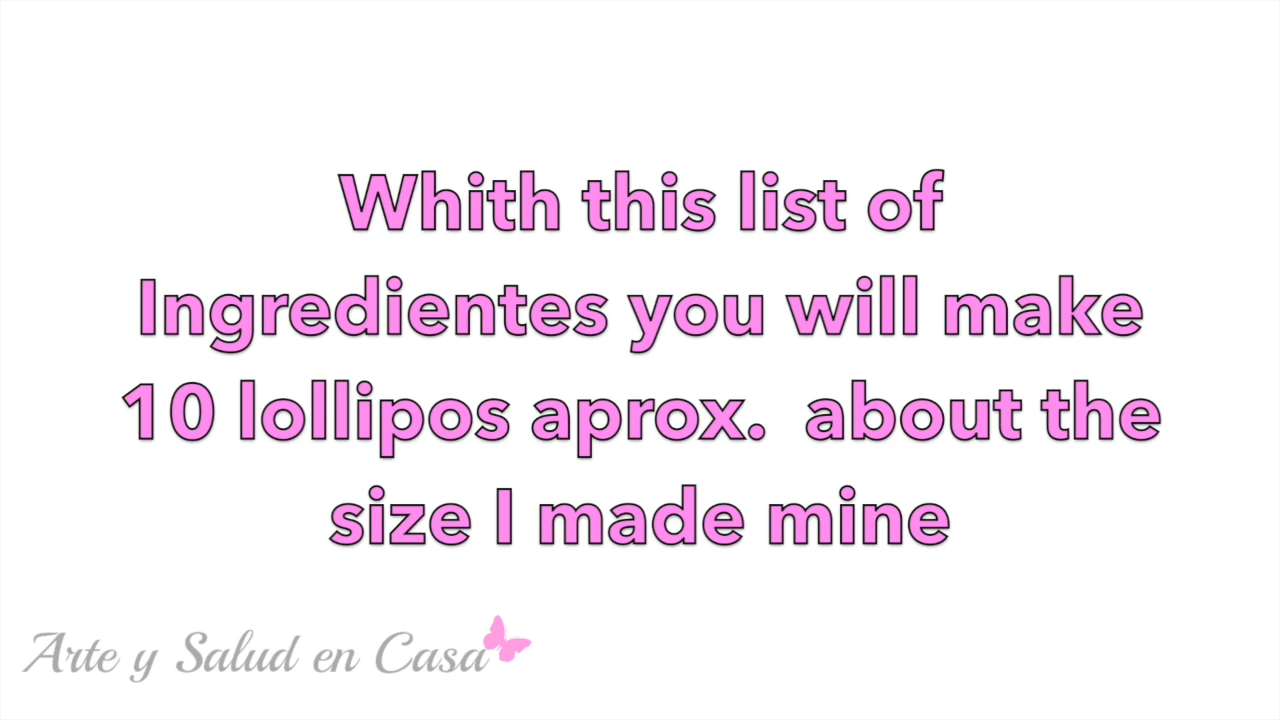 Whith this list of
Ingredientes you will make
10 lollipos aprox.  about the
size I made mine
Arte y Salud en Casa